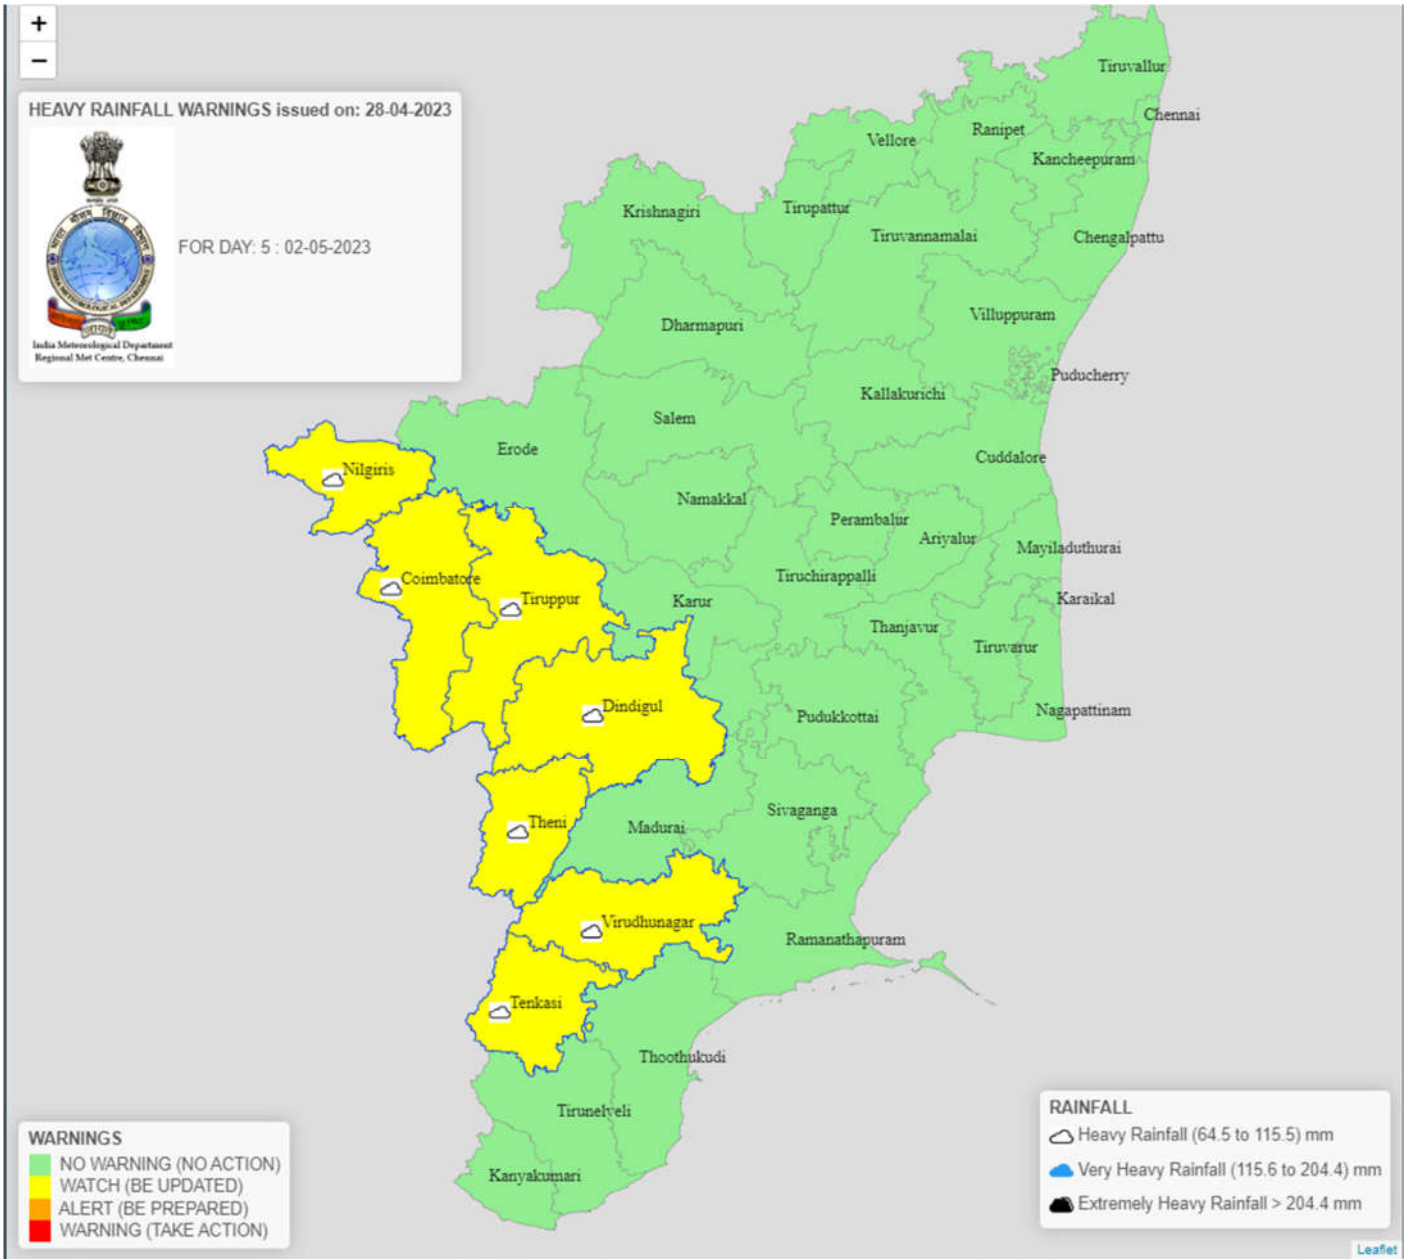 +
−
HEAVY RAINFALL WARNINGS issued on: 28-04-2023
FOR DAY: 5 : 02-05-2023
भारत मौसम विज्ञान विभाग
INDIA METEOROLOGICAL DEPARTMENT
India Meteorological Department
Regional Met Centre, Chennai
Tiruvallur
Chennai
Ranipet
Vellore
Kancheepuram
Krishnagiri
Tirupattur
Tiruvannamalai
Chengalpattu
Villuppuram
Dharmapuri
Puducherry
Kallakurichi
Salem
Erode
Cuddalore
Nilgiris
Namakkal
Perambalur
Ariyalur
Mayiladuthurai
Coimbatore
Tiruchirappalli
Tiruppur
Karur
Karaikal
Thanjavur
Tiruvarur
Dindigul
Pudukkottai
Nagapattinam
Theni
Madurai
Sivaganga
Virudhunagar
Ramanathapuram
Tenkasi
Thoothukudi
Tirunelveli
Kanyakumari
WARNINGS
NO WARNING (NO ACTION)
WATCH (BE UPDATED)
ALERT (BE PREPARED)
WARNING (TAKE ACTION)
RAINFALL
Heavy Rainfall (64.5 to 115.5) mm
Very Heavy Rainfall (115.6 to 204.4) mm
Extremely Heavy Rainfall > 204.4 mm
Leaflet